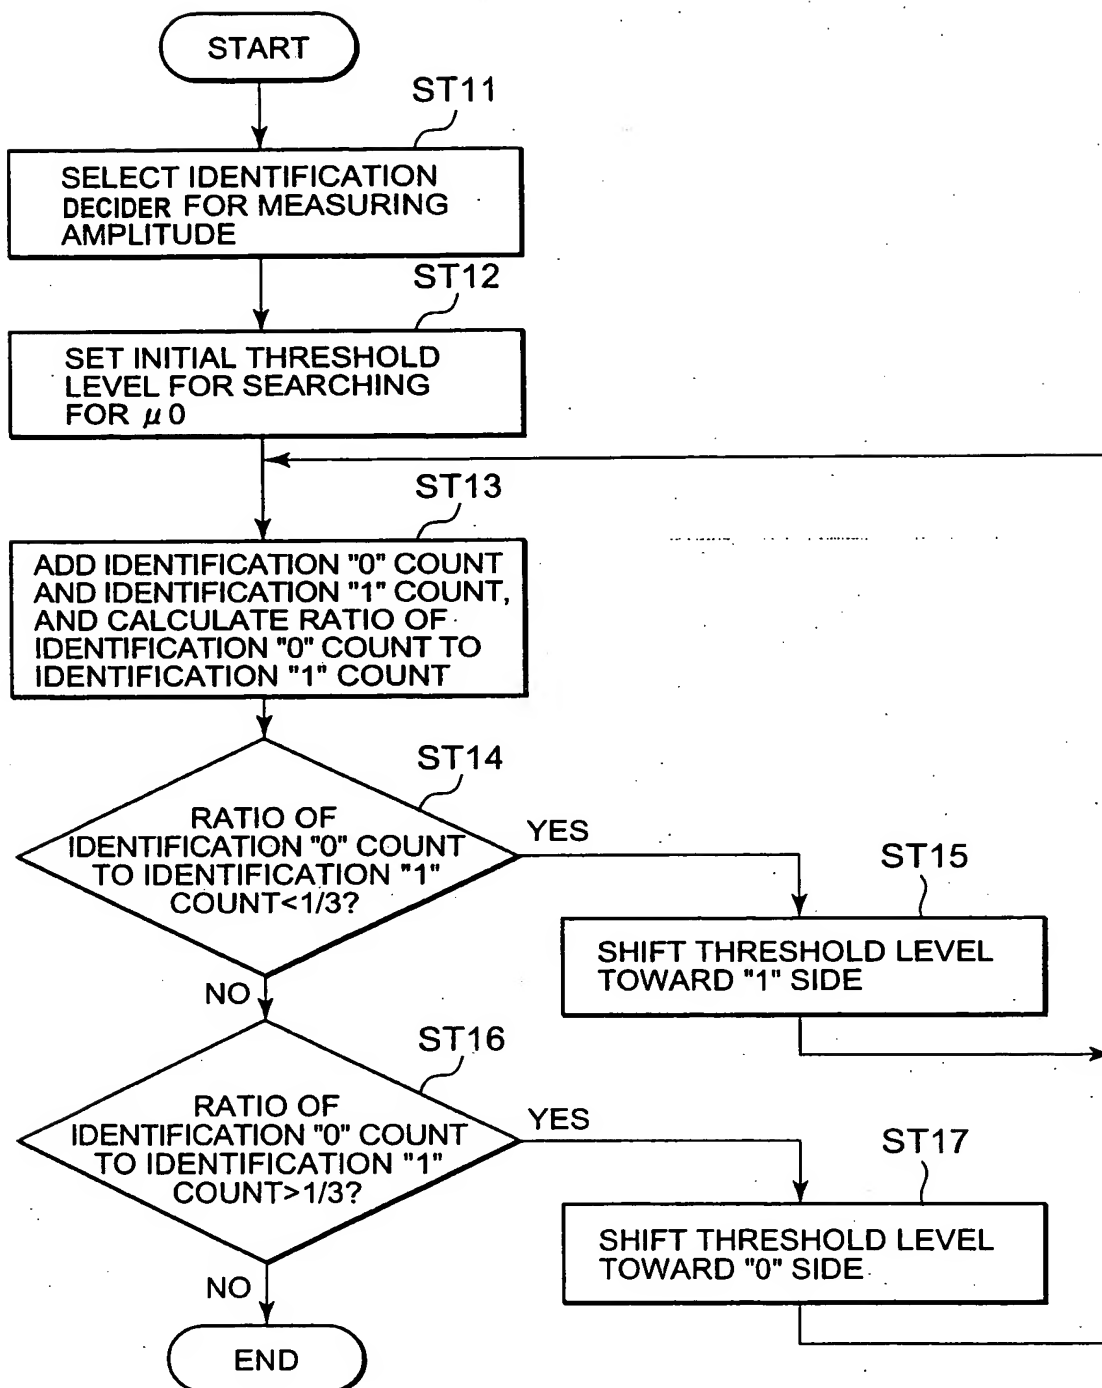 START
ST11
SELECT IDENTIFICATION
DECIDER FOR MEASURING
AMPLITUDE
ST12
SET INITIAL THRESHOLD
LEVEL FOR SEARCHING
FOR μ0
ST13
ADD IDENTIFICATION "0" COUNT
AND IDENTIFICATION "1" COUNT,
AND CALCULATE RATIO OF
IDENTIFICATION "0" COUNT TO
IDENTIFICATION "1" COUNT
ST14
RATIO OF
IDENTIFICATION "0" COUNT
TO IDENTIFICATION "1"
COUNT<1/3?
YES
ST15
SHIFT THRESHOLD LEVEL
TOWARD "1" SIDE
NO
ST16
RATIO OF
IDENTIFICATION "0" COUNT
TO IDENTIFICATION "1"
COUNT>1/3?
YES
ST17
SHIFT THRESHOLD LEVEL
TOWARD "0" SIDE
NO
END